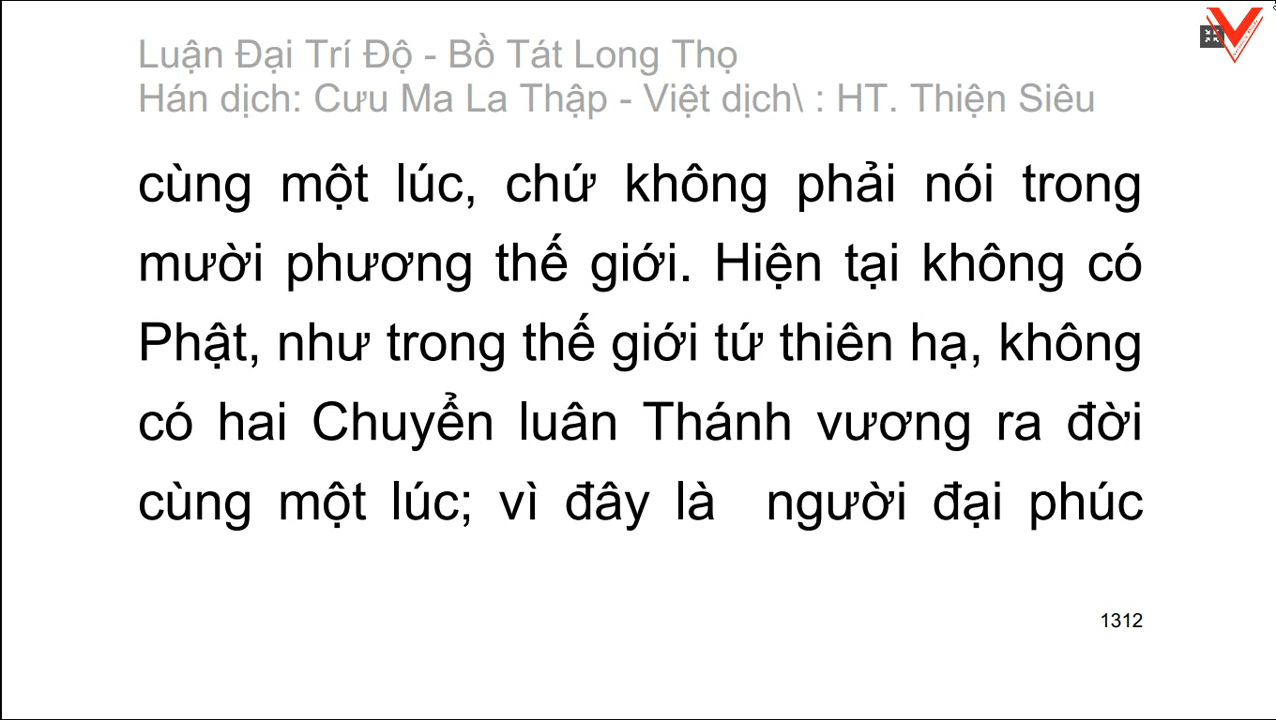 Luận Đại Trí Độ - Bồ Tát Long Thọ
Hán dịch: Cưu Ma La Thập - Việt dịch\ : HT. Thiện Siêu
cùng một lúc, chứ không phải nói trong
mười phương thế giới. Hiện tại không có
Phật, như trong thế giới tứ thiên hạ, không
có hai Chuyển luân Thánh vương ra đời
cùng một lúc; vì đây là  người đại phúc
1312